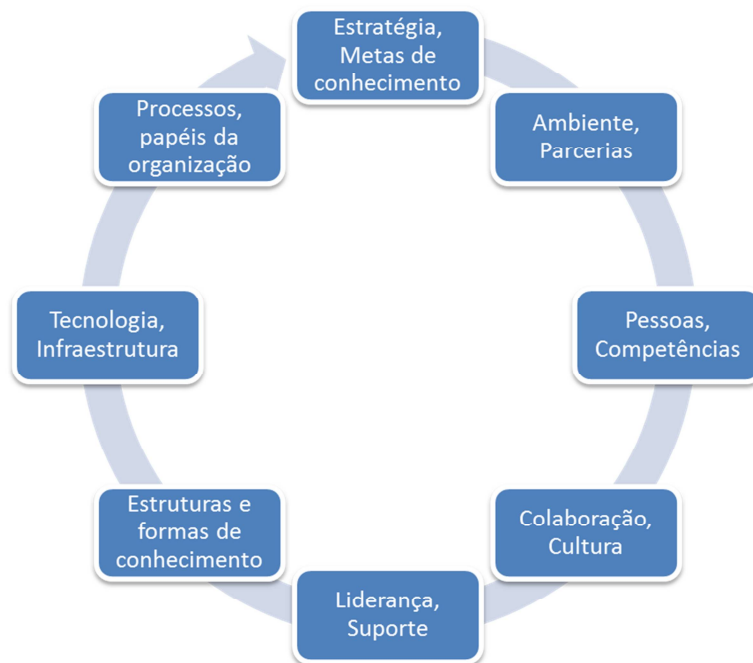 Estratégia,
Metas de
conhecimento
Ambiente,
Parcerias
Pessoas,
Competências
Colaboração,
Cultura
Liderança,
Suporte
Estruturas e
formas de
conhecimento
Tecnologia,
Infraestrutura
Processos,
papéis da
organização